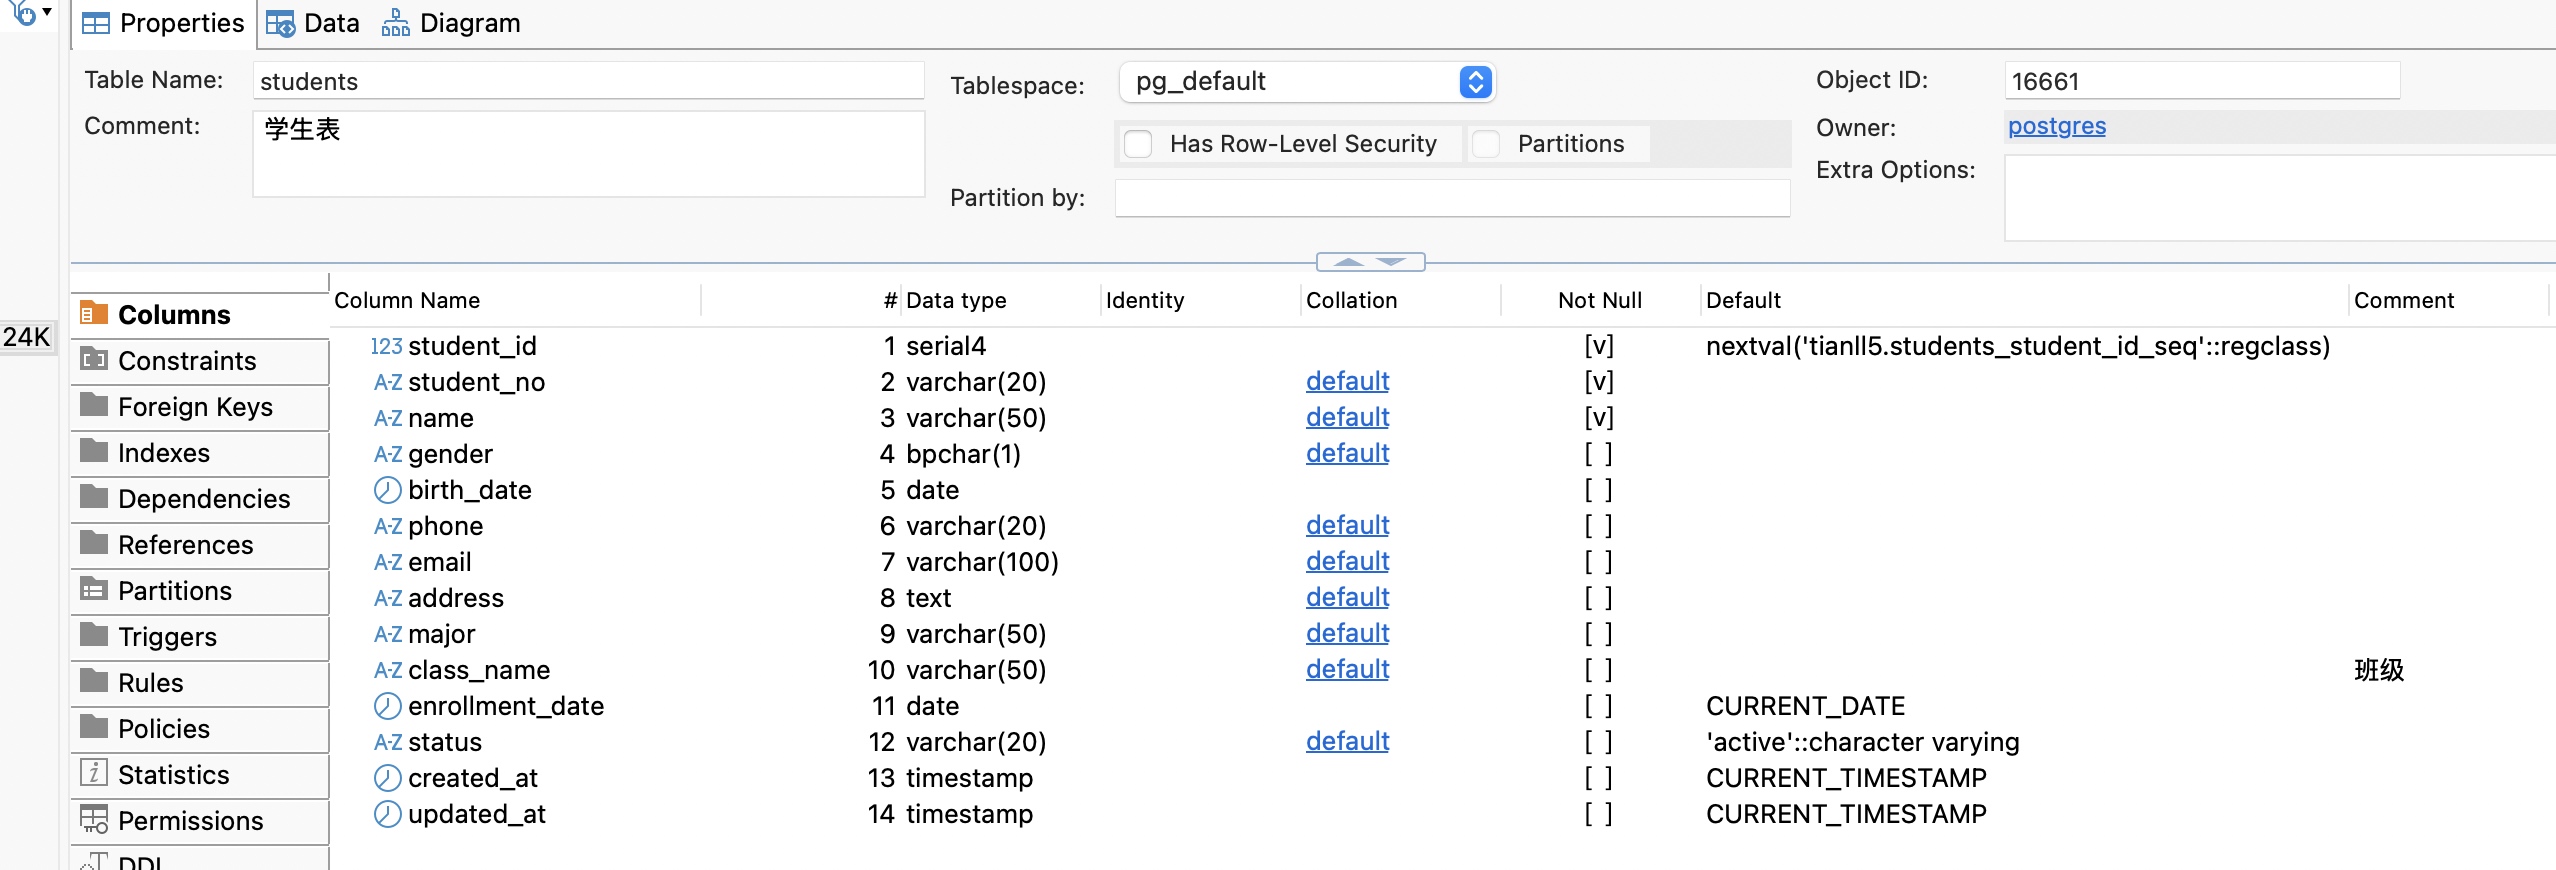 Properties Data Diagram
Table Name: students
Comment: 学生表
Tablespace: pg_default
Has Row-Level Security Partitions
Partition by:
Object ID: 16661
Owner: postgres
Extra Options:
24K
Columns
Constraints
Foreign Keys
Indexes
Dependencies
References
Partitions
Triggers
Rules
Policies
Statistics
Permissions
DDL
Column Name # Data type Identity Collation Not Null Default Comment
123 student_id 1 serial4 [v] nextval('tianll5.students_student_id_seq'::regclass)
A-Z student_no 2 varchar(20) default [v]
A-Z name 3 varchar(50) default [v]
A-Z gender 4 bpchar(1) default [ ]
birth_date 5 date [ ]
A-Z phone 6 varchar(20) default [ ]
A-Z email 7 varchar(100) default [ ]
A-Z address 8 text default [ ]
A-Z major 9 varchar(50) default [ ]
A-Z class_name 10 varchar(50) default [ ] 班级
enrollment_date 11 date [ ] CURRENT_DATE
A-Z status 12 varchar(20) default [ ] 'active'::character varying
created_at 13 timestamp [ ] CURRENT_TIMESTAMP
updated_at 14 timestamp [ ] CURRENT_TIMESTAMP